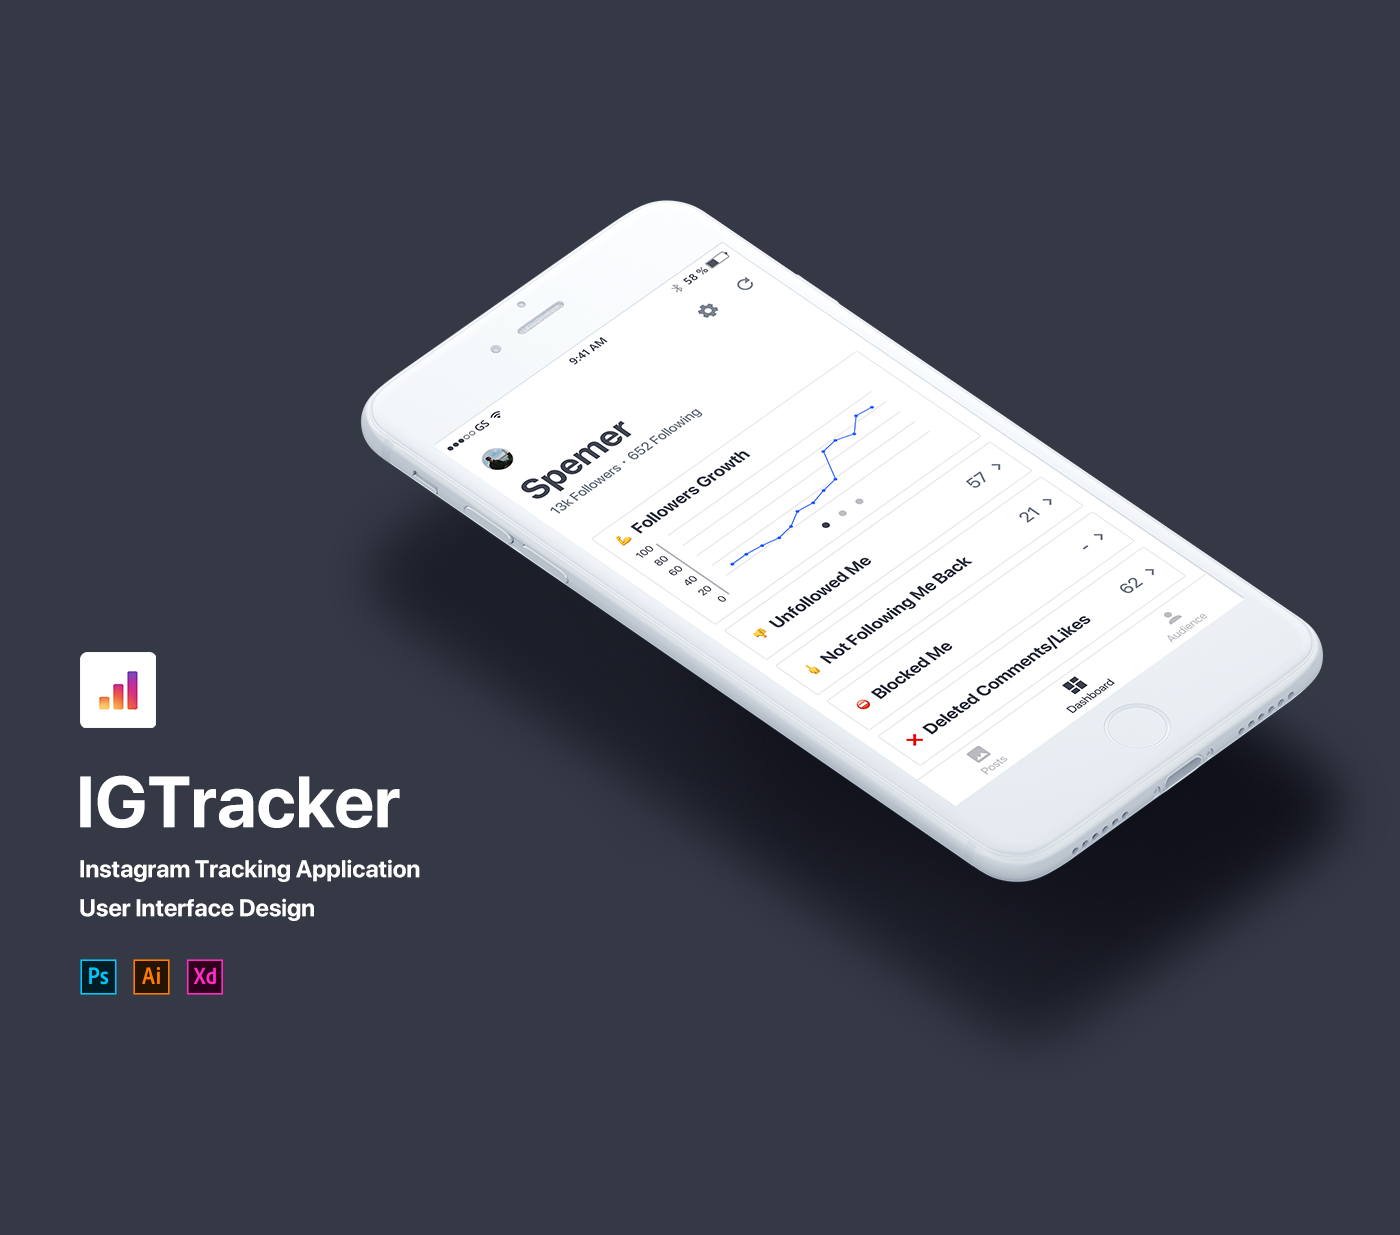 GS
9:41 AM
58 %
Spemer
13k Followers · 652 Following
Followers Growth
100
80
60
40
20
0
Unfollowed Me 57
Not Following Me Back 21
Blocked Me -
Deleted Comments/Likes 62
Posts
Dashboard
Audience
IGTracker
Instagram Tracking Application
User Interface Design
Ps Ai Xd